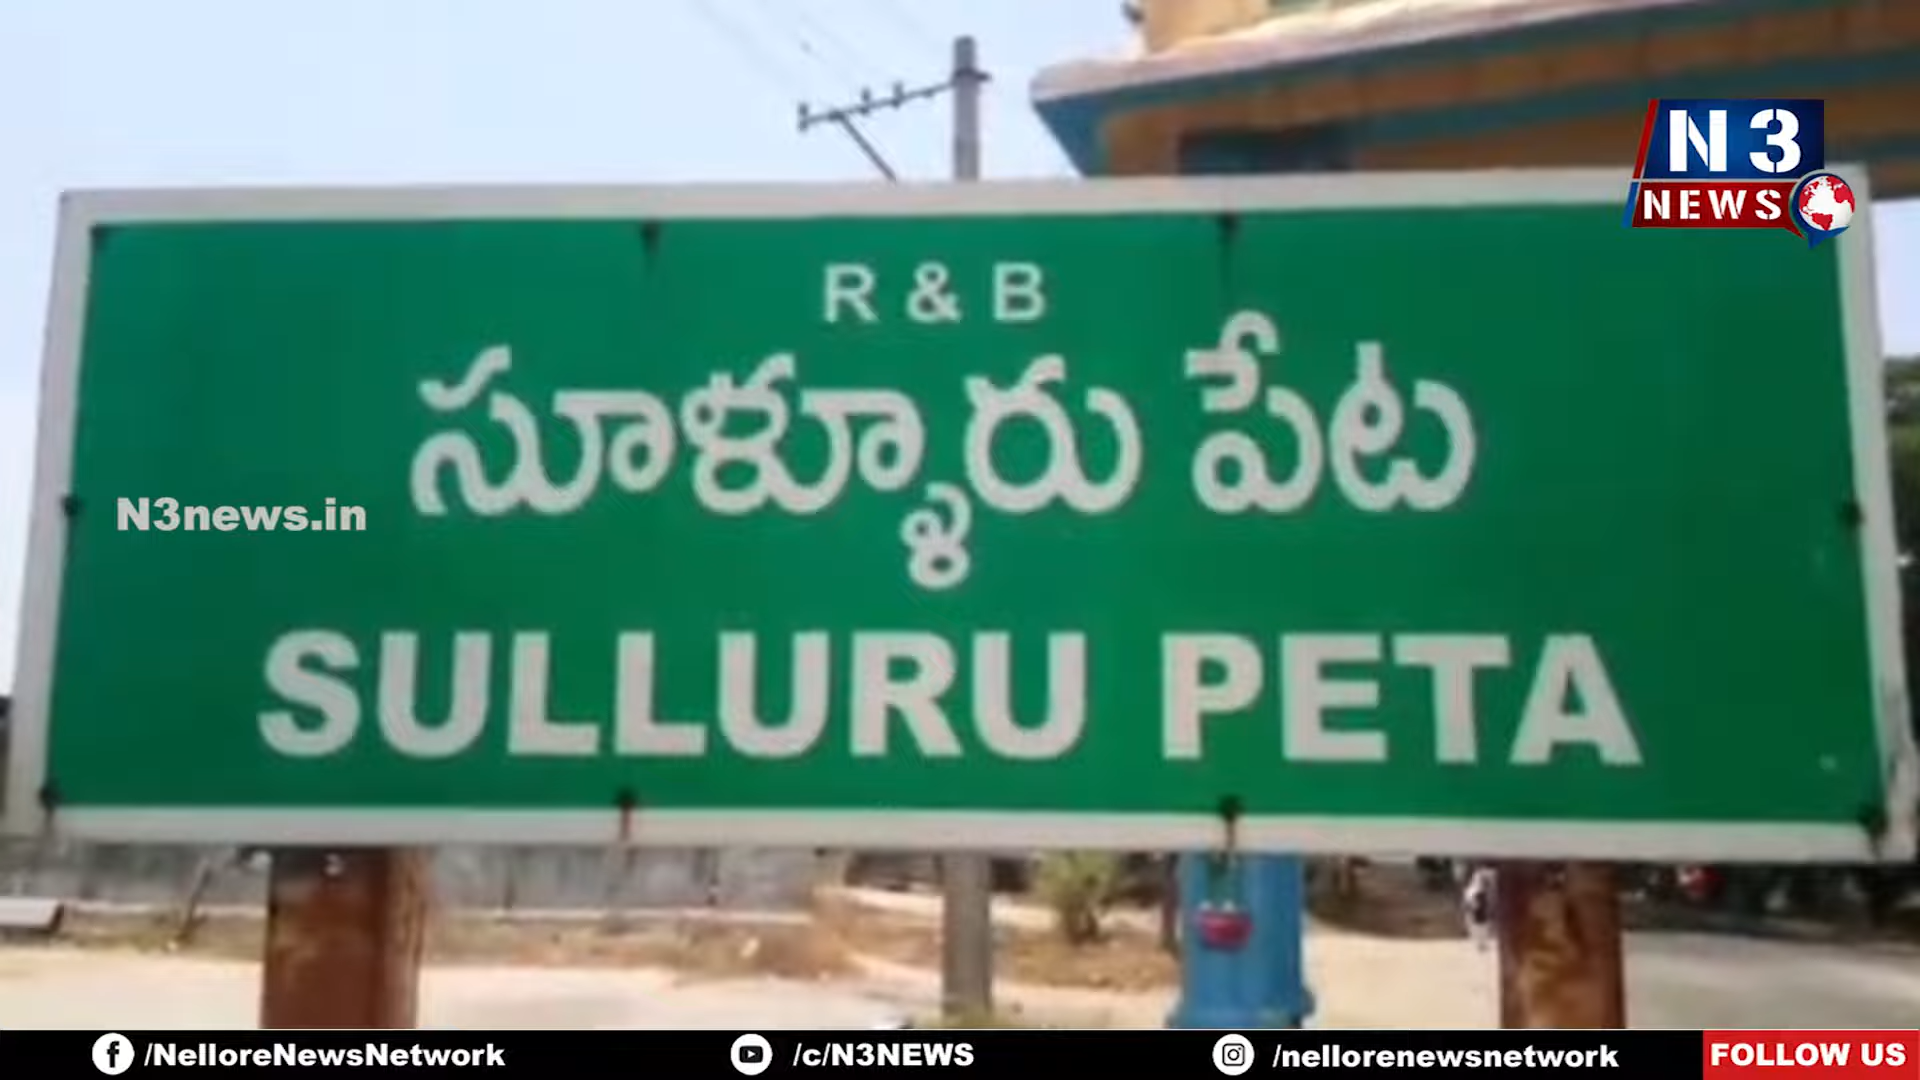 N3
NEWS
R & B
సూళ్ళూరు పేట
N3news.in
SULLURU PETA
/NelloreNewsNetwork
/c/N3NEWS
/nellorenewsnetwork
FOLLOW US